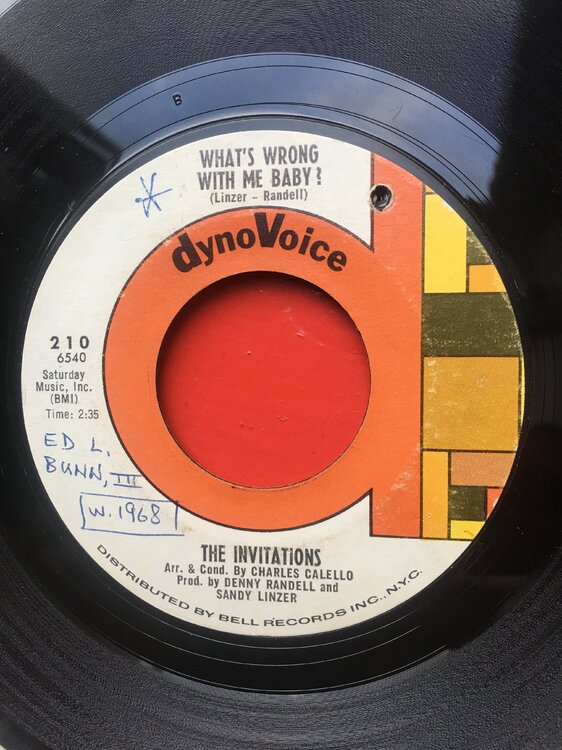 B
WHAT'S WRONG
WITH ME BABY?
(Linzer - Randell)
dynoVoice
210
6540
Saturday
Music, Inc.
(BMI)
Time: 2:35
ED L.
BUNN, III
W. 1968
THE INVITATIONS
Arr. & Cond. By CHARLES CALELLO
Prod. by DENNY RANDELL and
SANDY LINZER
DISTRIBUTED BY BELL RECORDS INC., N.Y.C.